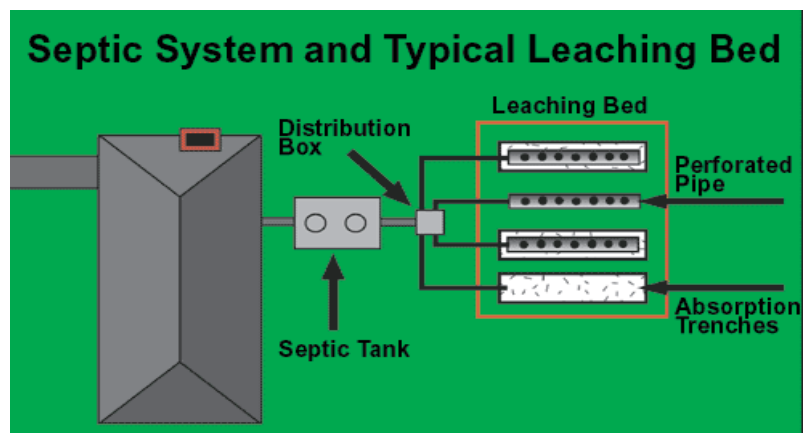 Septic System and Typical Leaching Bed
Leaching Bed
Distribution
Box
Perforated
Pipe
Absorption
Trenches
Septic Tank